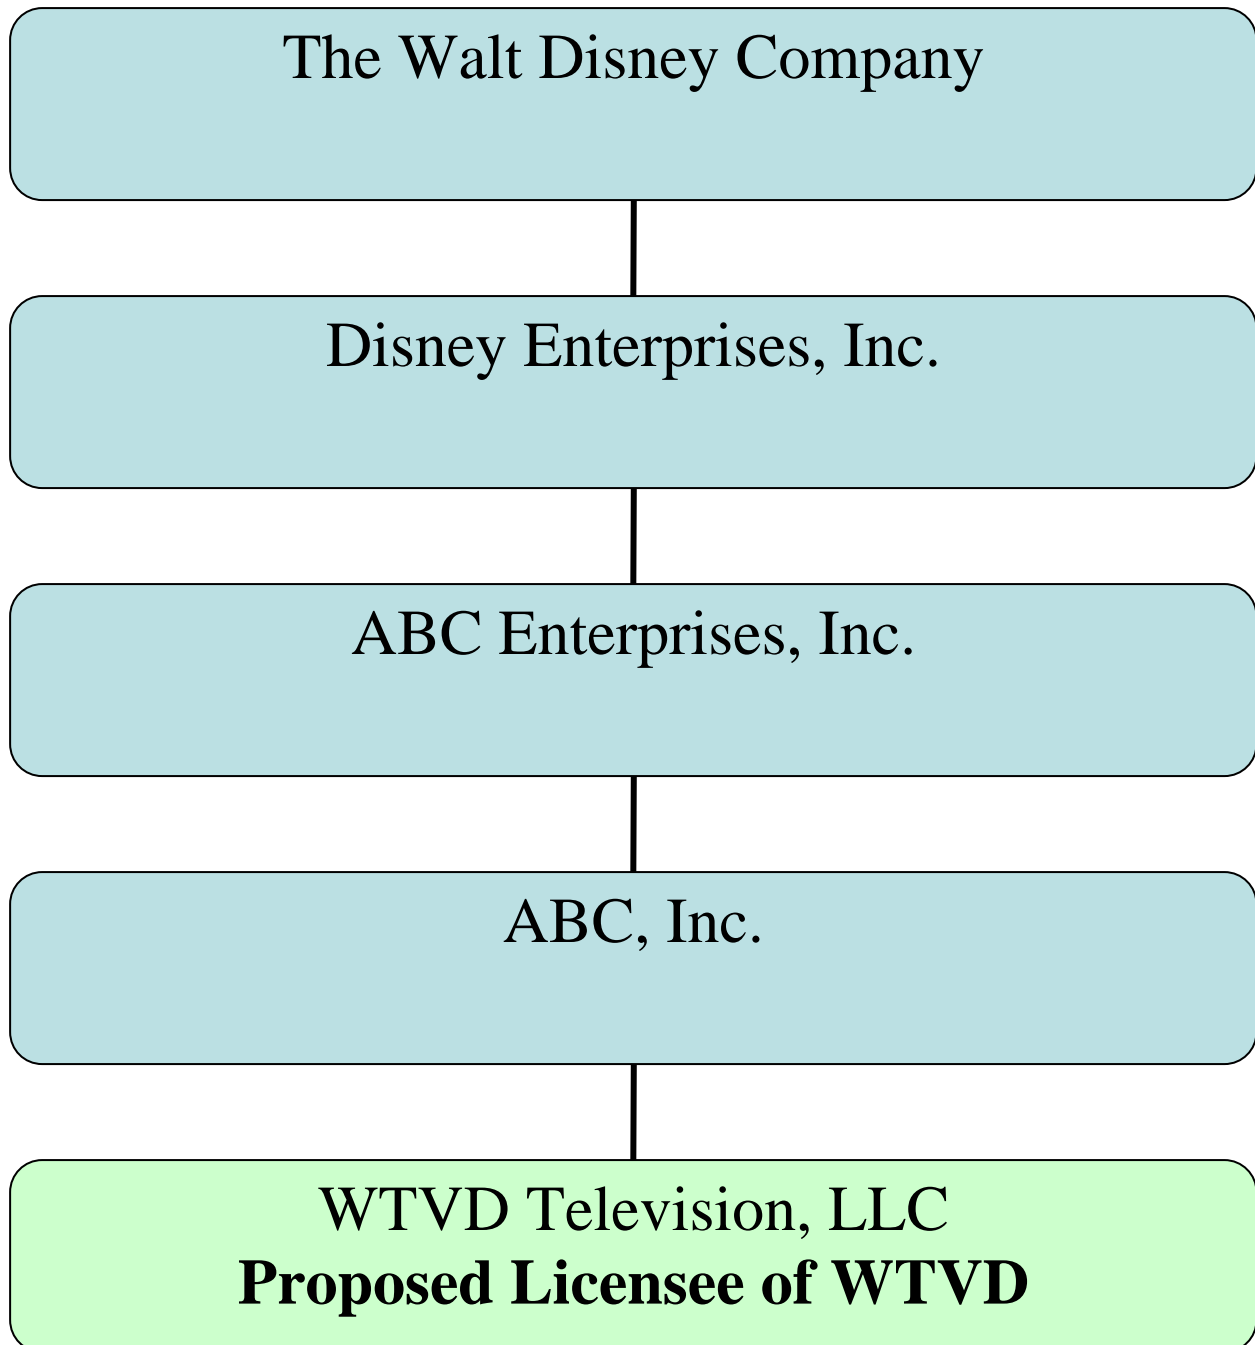 The Walt Disney Company
Disney Enterprises, Inc.
ABC Enterprises, Inc.
ABC, Inc.
WTVD Television, LLC
Proposed Licensee of WTVD